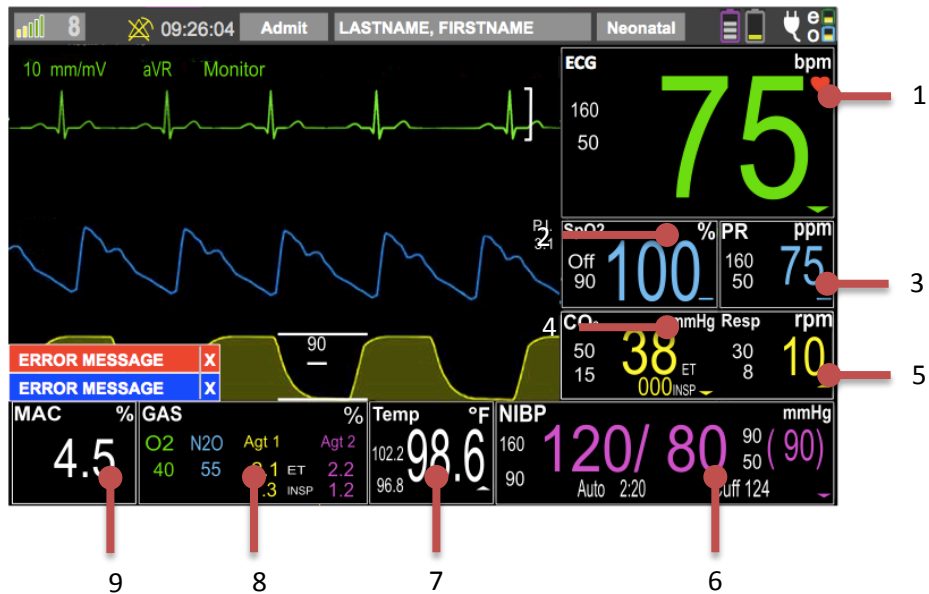 8 09:26:04 Admit LASTNAME, FIRSTNAME Neonatal e o
10 mm/mV aVR Monitor
ECG bpm
160
50
75
1
P.I.
3.1
2
SpO2 %
Off
90
100
PR ppm
160
50
75
3
4
CO₂ mmHg
50
15
38 ET
000 INSP
Resp rpm
30
8
10
5
90
ERROR MESSAGE X
ERROR MESSAGE X
MAC %
4.5
GAS %
O2 N2O Agt 1 Agt 2
40 55 ET 2.2
INSP 1.2
Temp °F
102.2
96.8
98.6
NIBP mmHg
160
90
120/ 80
90
50
(90)
Auto 2:20 Cuff 124
9 8 7 6